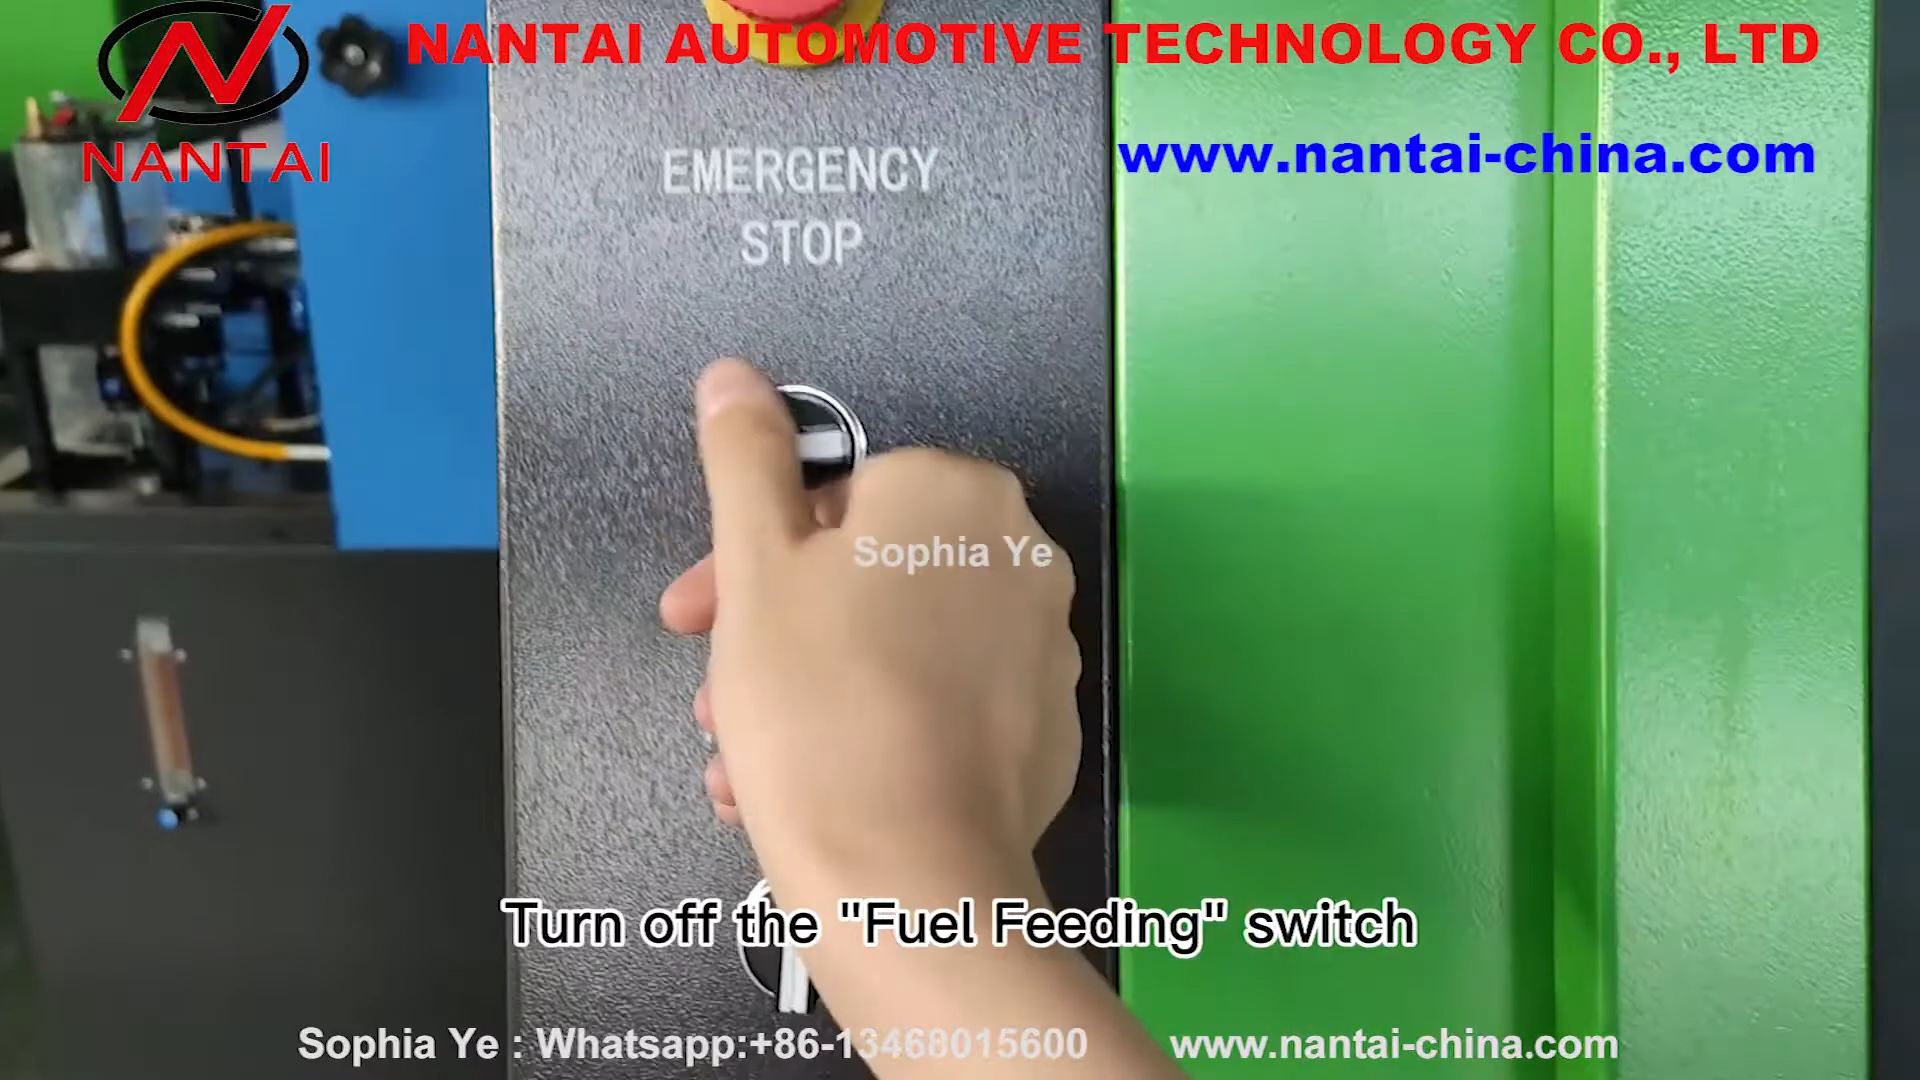 NANTAI AUTOMOTIVE TECHNOLOGY CO., LTD
NANTAI
www.nantai-china.com
EMERGENCY
STOP
Sophia Ye
Turn off the "Fuel Feeding" switch
Sophia Ye : Whatsapp:+86-13468015600
www.nantai-china.com